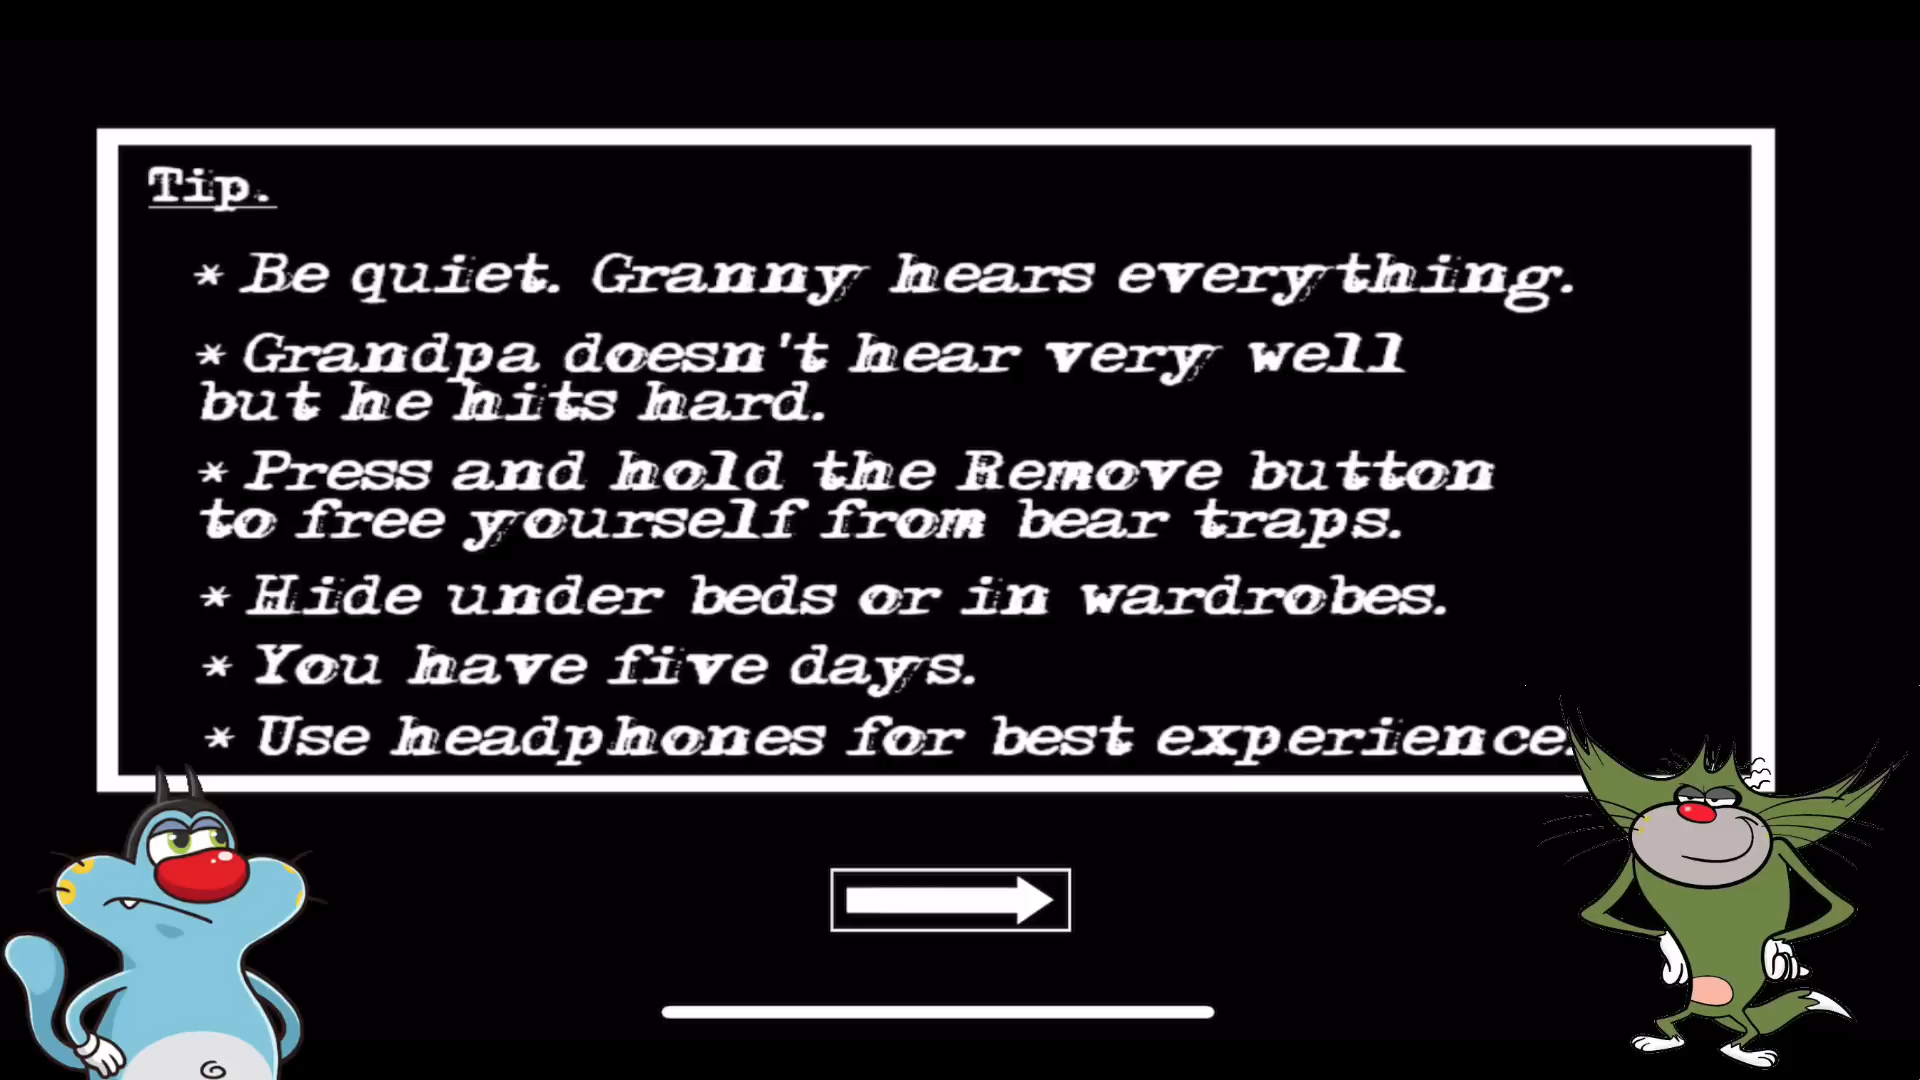 Tip.
* Be quiet. Granny hears everything.
* Grandpa doesn't hear very well
but he hits hard.
* Press and hold the Remove button
to free yourself from bear traps.
* Hide under beds or in wardrobes.
* You have five days.
* Use headphones for best experience.